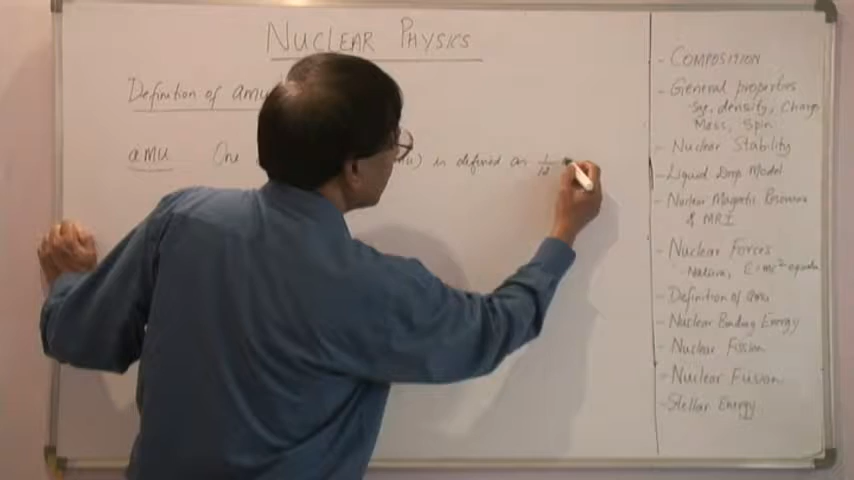 NUCLEAR PHYSICS
Definition of amu
amu One mu) is defined as 1/12
- COMPOSITION
- General properties
Size, density, Charge
Mass, Spin
- Nuclear Stability
- Liquid Drop Model
- Nuclear Magnetic Resonance
& MRI
- Nuclear Forces
- Nature, E=mc² equivala
- Definition of amu
- Nuclear Binding Energy
- Nuclear Fission
- Nuclear Fusion
- Stellar Energy